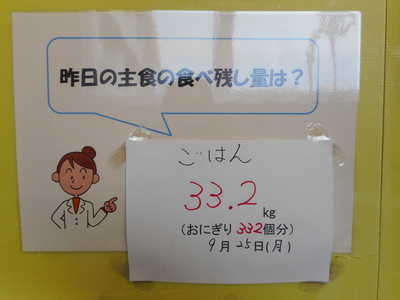 昨日の主食の食べ残し量は？
ごはん
33.2
kg
(おにぎり 332個分)
9月25日(月)